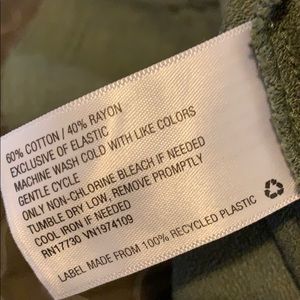 60% COTTON / 40% RAYON
EXCLUSIVE OF ELASTIC
MACHINE WASH COLD WITH LIKE COLORS
GENTLE CYCLE
ONLY NON-CHLORINE BLEACH IF NEEDED
TUMBLE DRY LOW, REMOVE PROMPTLY
COOL IRON IF NEEDED
RN17730 VN1974109
LABEL MADE FROM 100% RECYCLED PLASTIC